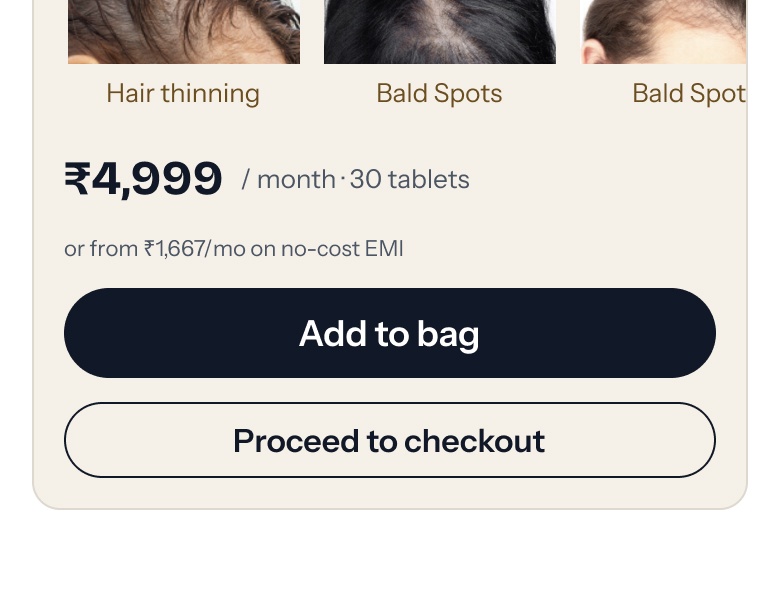 Hair thinning
Bald Spots
Bald Spot
₹4,999 / month · 30 tablets
or from ₹1,667/mo on no-cost EMI
Add to bag
Proceed to checkout